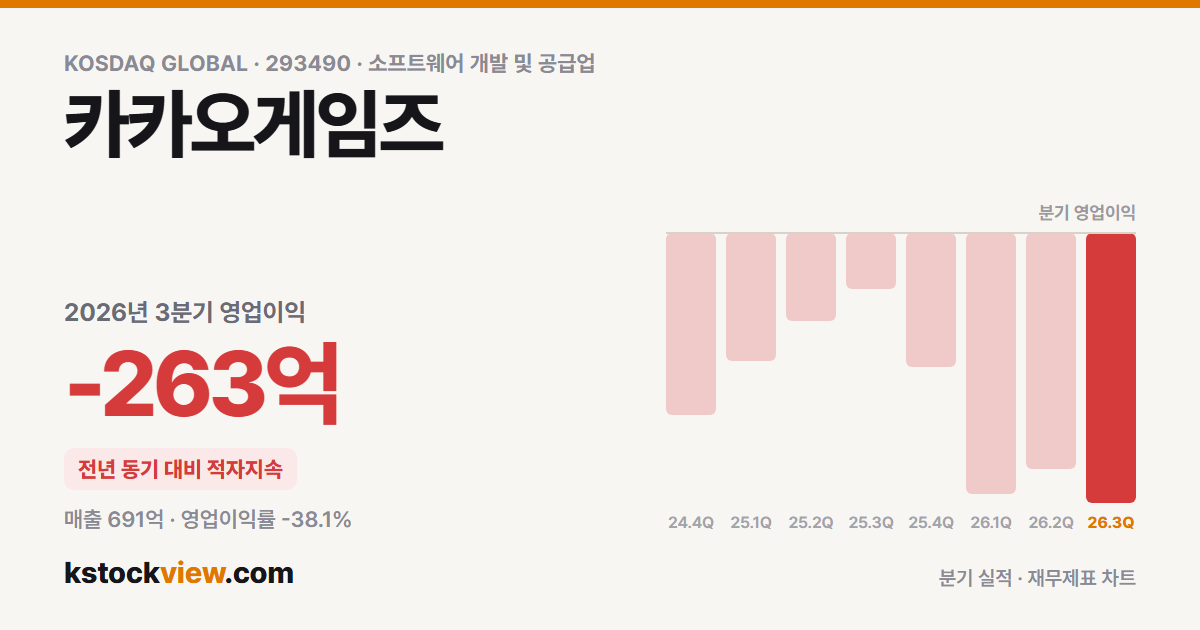 KOSDAQ GLOBAL · 293490 · 소프트웨어 개발 및 공급업
카카오게임즈
분기 영업이익
2026년 3분기 영업이익
-263억
전년 동기 대비 적자지속
매출 691억 · 영업이익률 -38.1%
24.4Q 25.1Q 25.2Q 25.3Q 25.4Q 26.1Q 26.2Q 26.3Q
kstockview.com
분기 실적 · 재무제표 차트